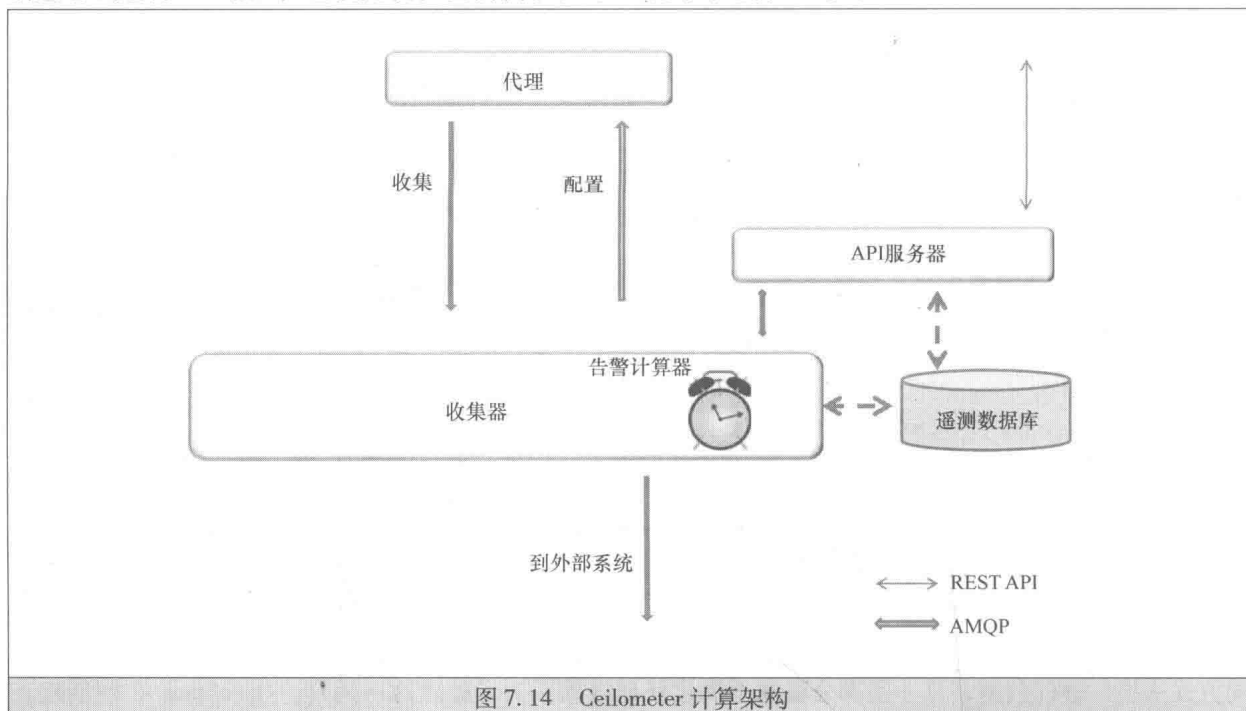 代理
收集
配置
API服务器
告警计算器
收集器
遥测数据库
到外部系统
REST API
AMQP
图 7.14 Ceilometer 计算架构